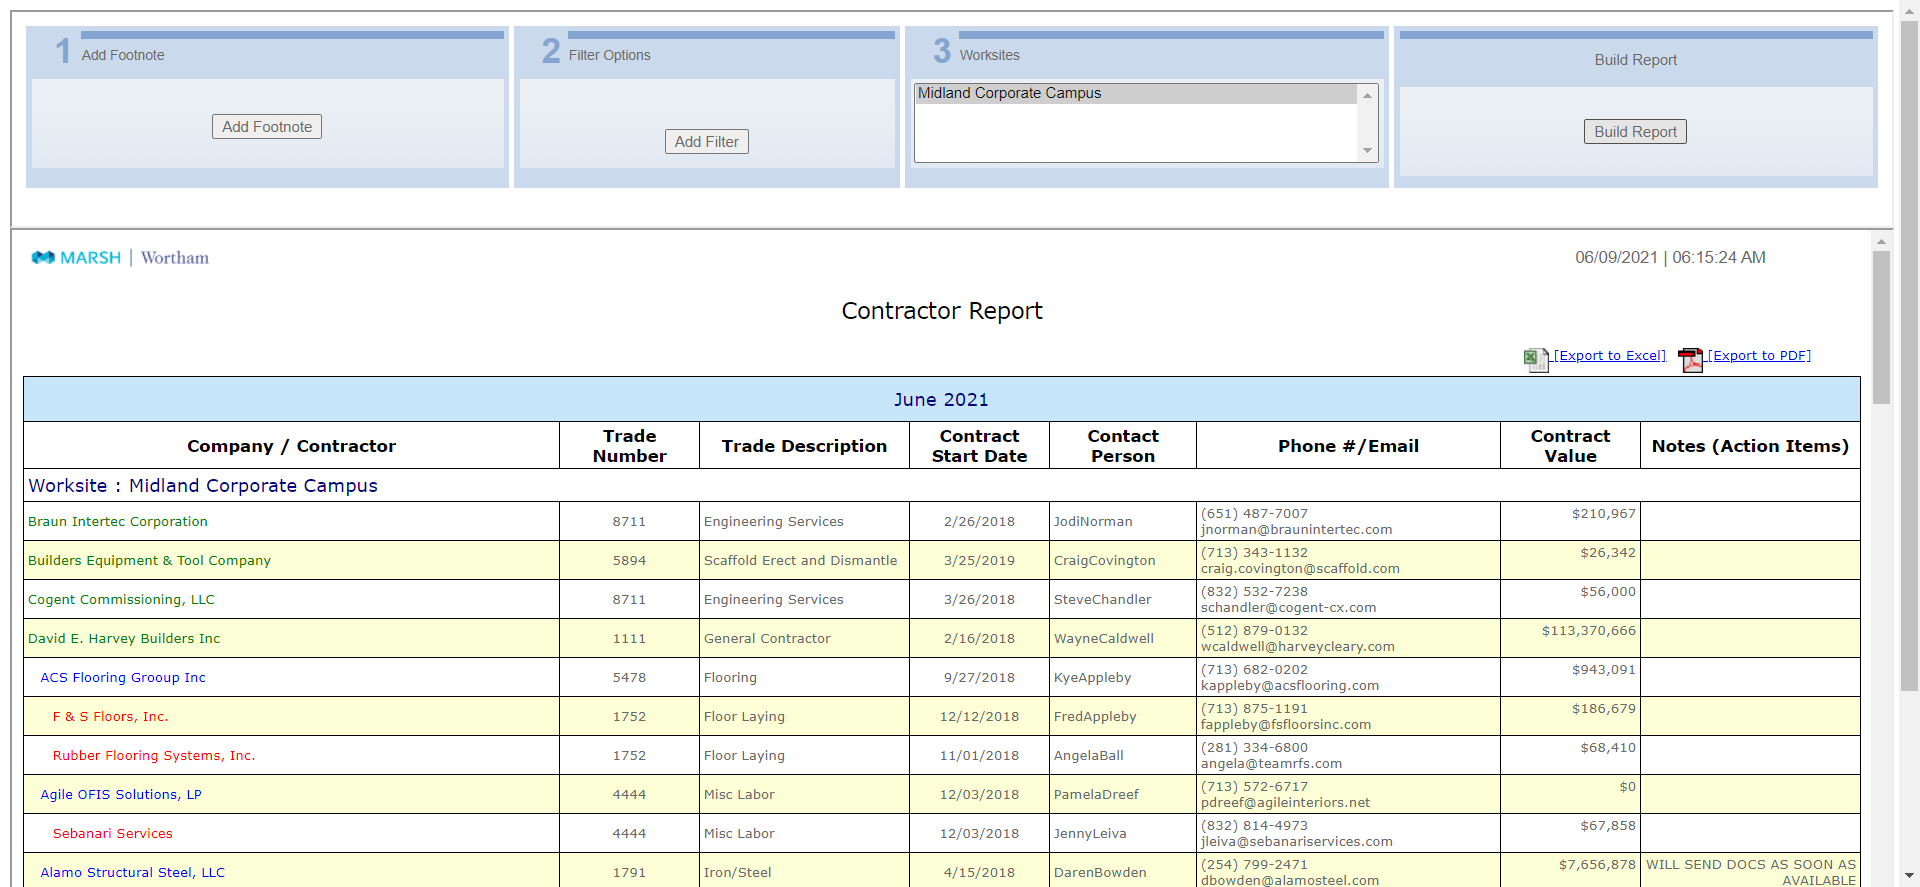 1 Add Footnote
Add Footnote
2 Filter Options
Add Filter
3 Worksites
Midland Corporate Campus
Build Report
Build Report
MARSH | Wortham
06/09/2021 | 06:15:24 AM
Contractor Report
[Export to Excel] [Export to PDF]
June 2021
Company / Contractor Trade Number Trade Description Contract Start Date Contact Person Phone #/Email Contract Value Notes (Action Items)
Worksite : Midland Corporate Campus
Braun Intertec Corporation 8711 Engineering Services 2/26/2018 JodiNorman (651) 487-7007 $210,967
jnorman@braunintertec.com
Builders Equipment & Tool Company 5894 Scaffold Erect and Dismantle 3/25/2019 CraigCovington (713) 343-1132 $26,342
craig.covington@scaffold.com
Cogent Commissioning, LLC 8711 Engineering Services 3/26/2018 SteveChandler (832) 532-7238 $56,000
schandler@cogent-cx.com
David E. Harvey Builders Inc 1111 General Contractor 2/16/2018 WayneCaldwell (512) 879-0132 $113,370,666
wcaldwell@harveycleary.com
ACS Flooring Grooup Inc 5478 Flooring 9/27/2018 KyeAppleby (713) 682-0202 $943,091
kappleby@acsflooring.com
F & S Floors, Inc. 1752 Floor Laying 12/12/2018 FredAppleby (713) 875-1191 $186,679
fappleby@fsfloorsinc.com
Rubber Flooring Systems, Inc. 1752 Floor Laying 11/01/2018 AngelaBall (281) 334-6800 $68,410
angela@teamrfs.com
Agile OFIS Solutions, LP 4444 Misc Labor 12/03/2018 PamelaDreef (713) 572-6717 $0
pdreef@agileinteriors.net
Sebanari Services 4444 Misc Labor 12/03/2018 JennyLeiva (832) 814-4973 $67,858
jleiva@sebanariservices.com
Alamo Structural Steel, LLC 1791 Iron/Steel 4/15/2018 DarenBowden (254) 799-2471 $7,656,878 WILL SEND DOCS AS SOON AS
dbowden@alamosteel.com AVAILABLE